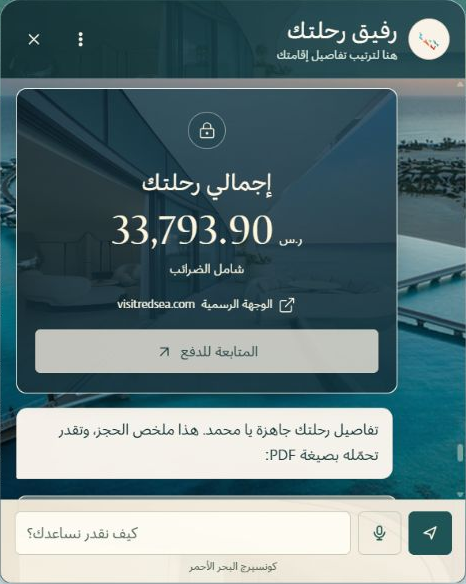 رفيق رحلتك
هنا لترتيب تفاصيل إقامتك
إجمالي رحلتك
33,793.90 ر.س
شامل الضرائب
الوجهة الرسمية visitredsea.com
المتابعة للدفع
تفاصيل رحلتك جاهزة يا محمد. هذا ملخص الحجز، وتقدر
تحمّله بصيغة PDF:
كيف نقدر نساعدك؟
كونسيرج البحر الأحمر